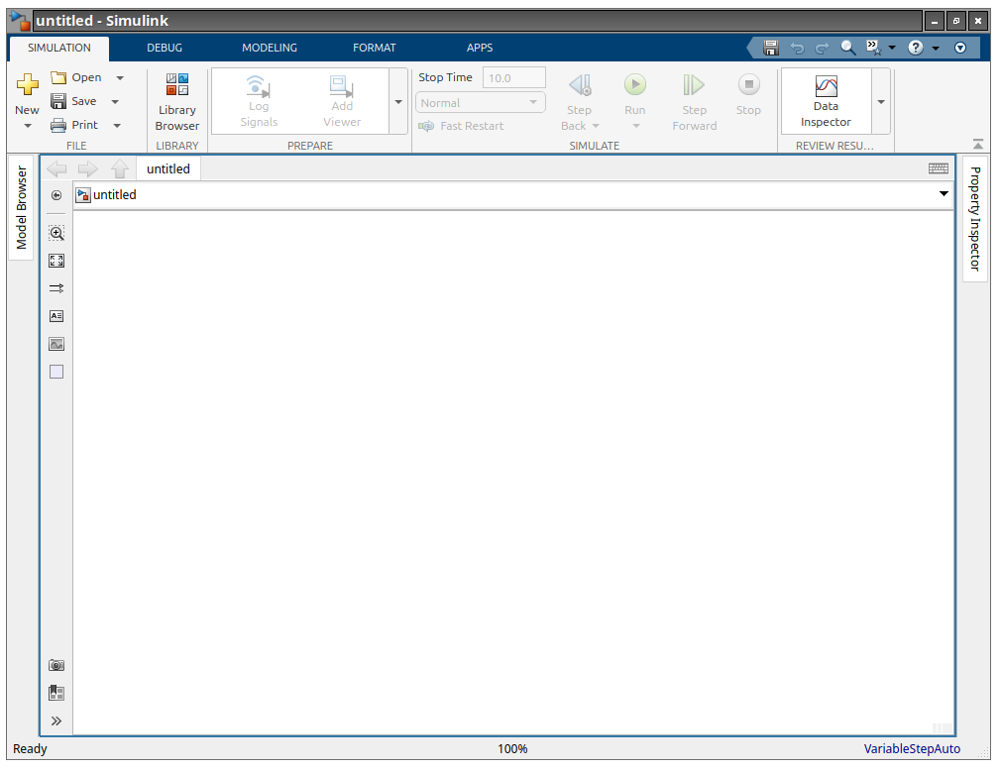 untitled - Simulink
SIMULATION DEBUG MODELING FORMAT APPS
New
Open
Save
Print
FILE
Library
Browser
LIBRARY
Log
Signals
Add
Viewer
PREPARE
Stop Time 10.0
Normal
Fast Restart
Step
Back
Run
Step
Forward
Stop
SIMULATE
Data
Inspector
REVIEW RESU...
Model Browser
untitled
untitled
Property Inspector
Ready 100% VariableStepAuto